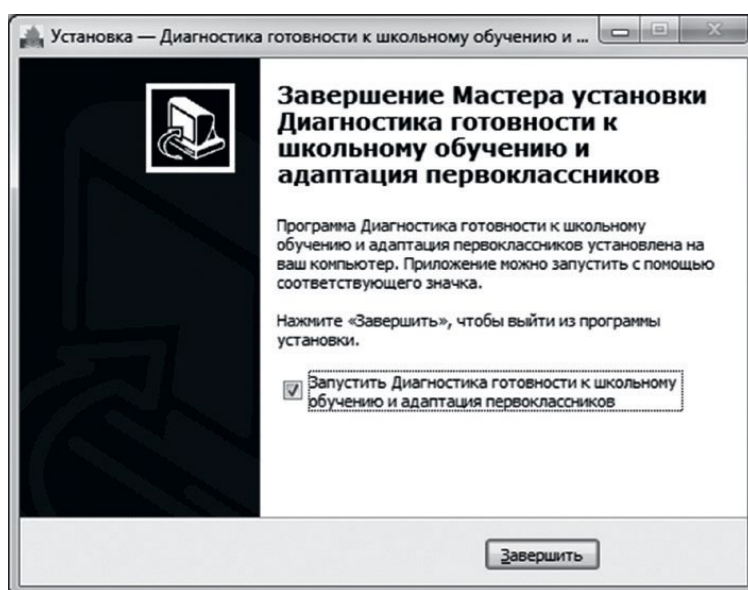 Установка — Диагностика готовности к школьному обучению и ...
Завершение Мастера установки
Диагностика готовности к
школьному обучению и
адаптация первоклассников
Программа Диагностика готовности к школьному
обучению и адаптация первоклассников установлена на
ваш компьютер. Приложение можно запустить с помощью
соответствующего значка.
Нажмите «Завершить», чтобы выйти из программы
установки.
Запустить Диагностика готовности к школьному
обучению и адаптация первоклассников
Завершить